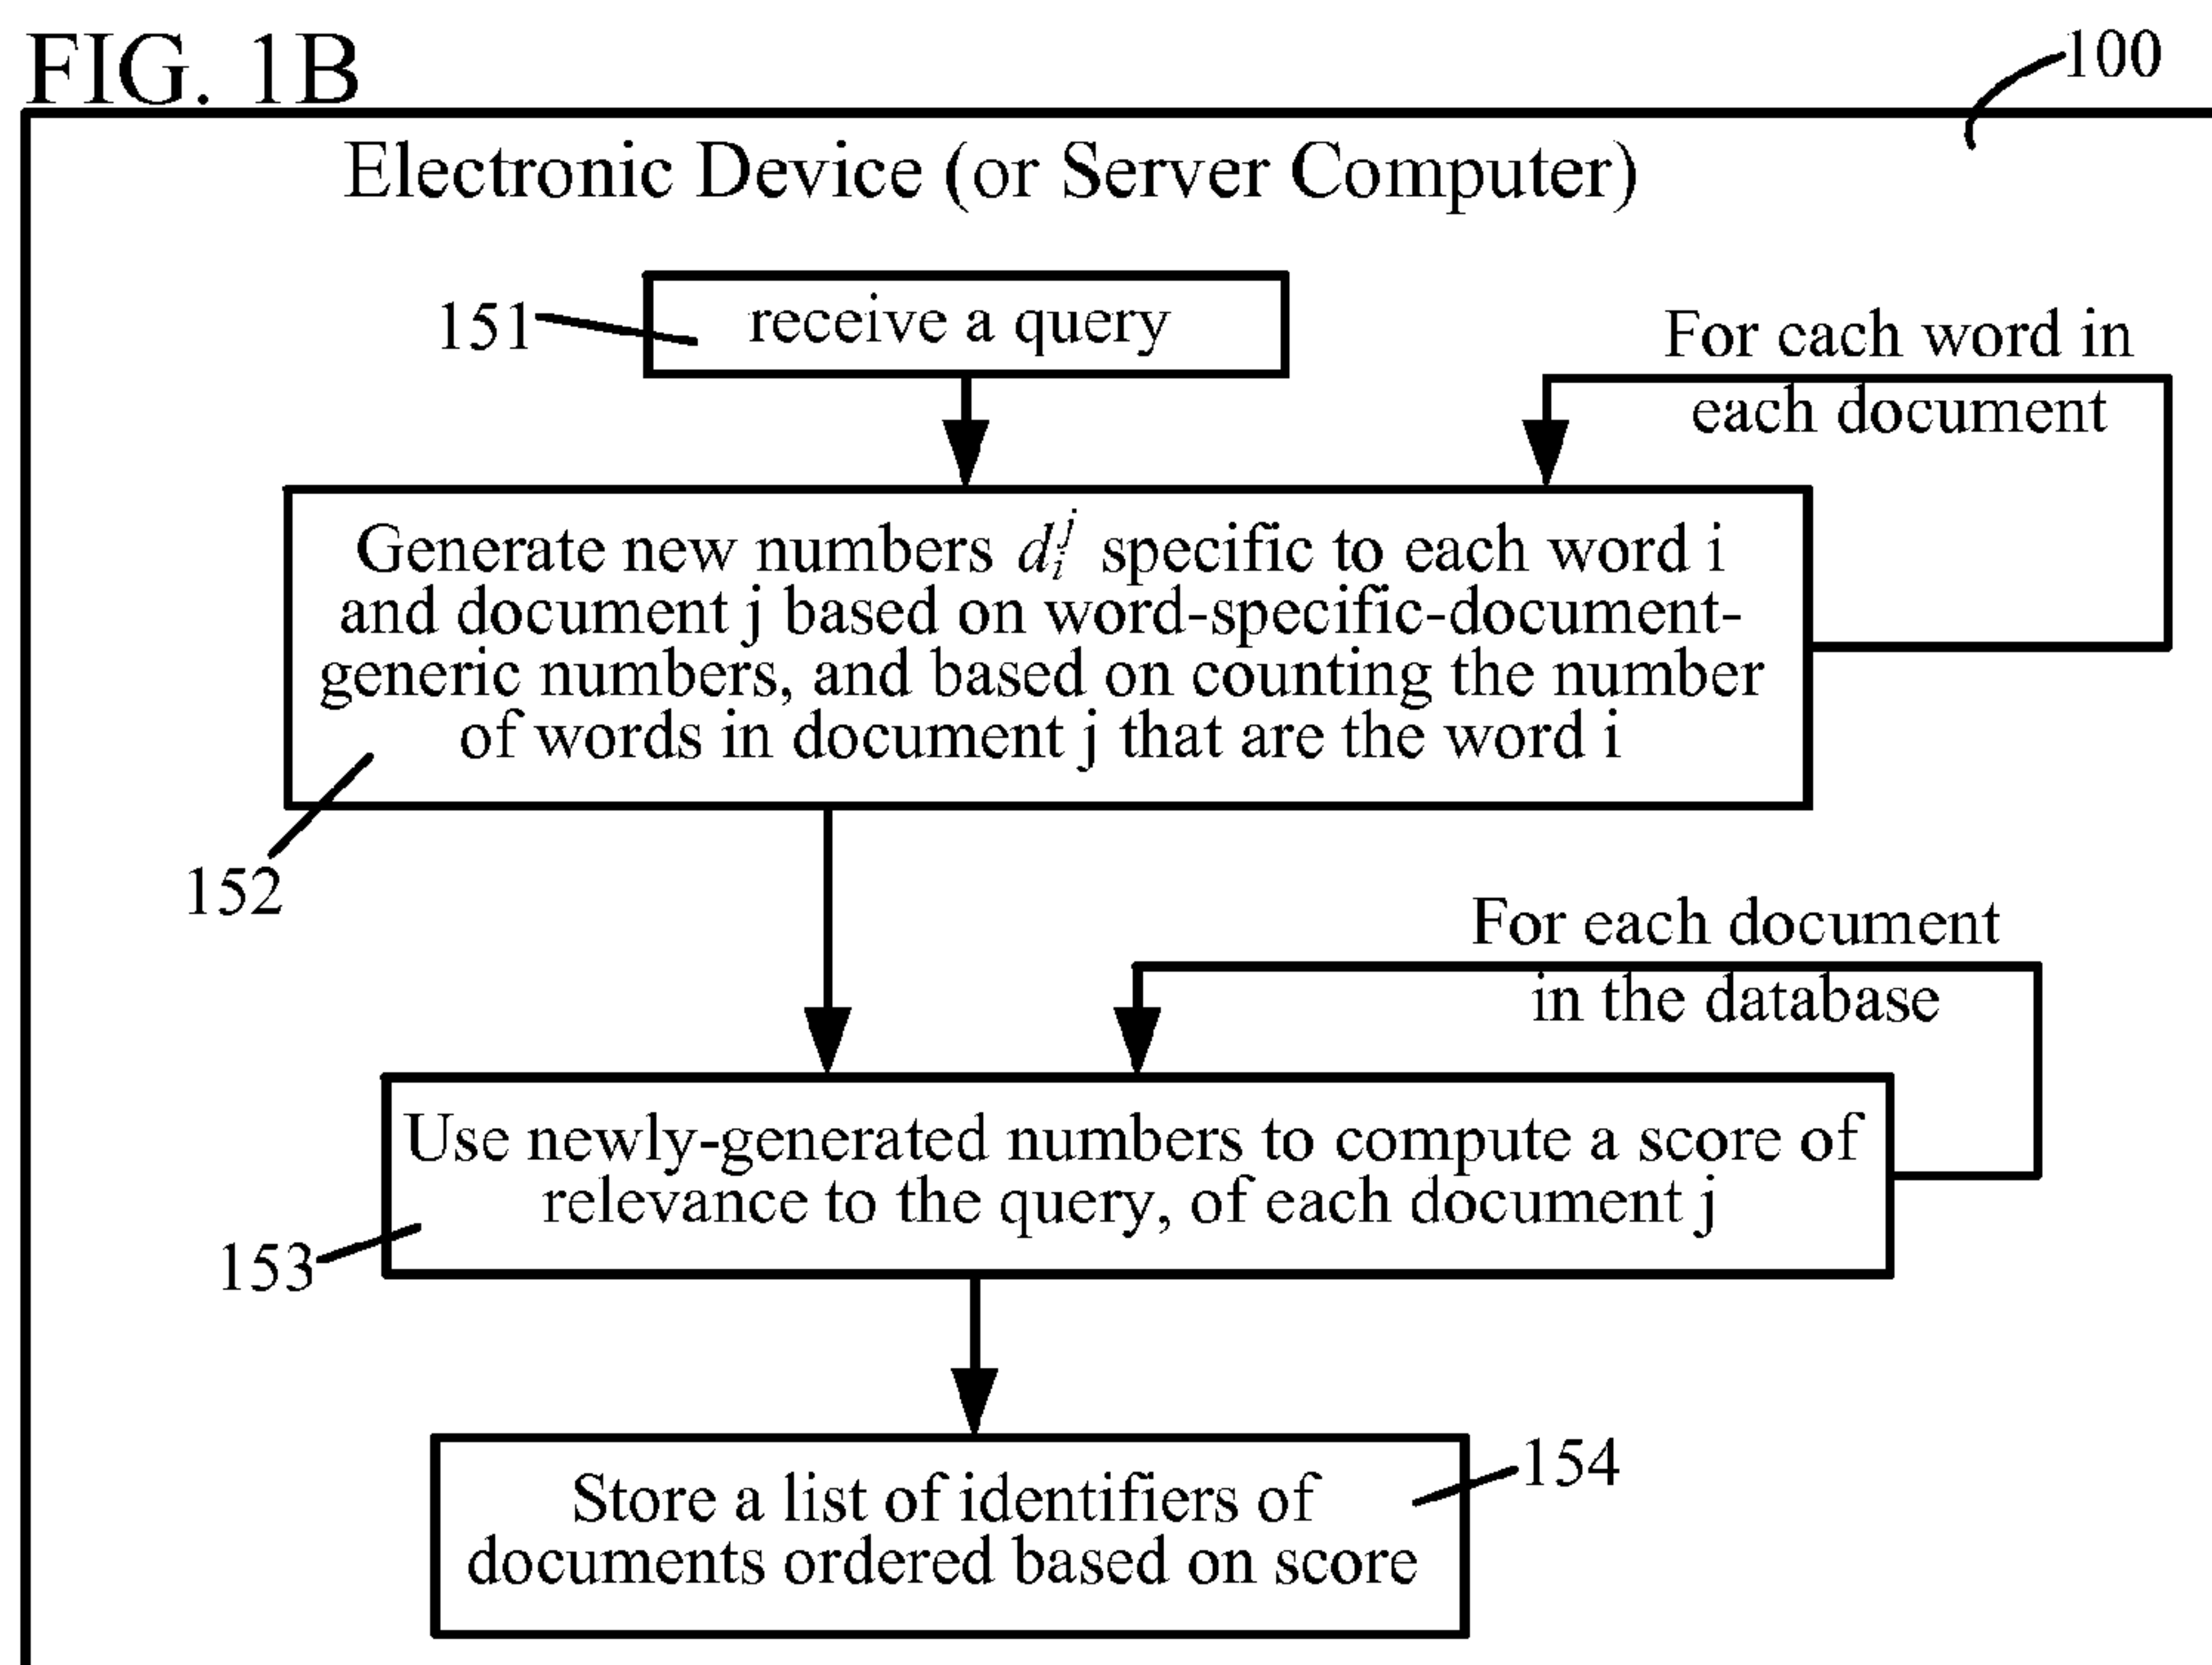 FIG. 1B
100
Electronic Device (or Server Computer)
151
receive a query
For cach word in
each document
Generate new numbers d_i^j specific to each word i
and document j based on word-specific-document-
generic numbers, and based on counting the number
of words in document j that are the word i
152
For each document
in the database
Use newly-generated numbers to compute a score of
relevance to the query, of each document j
153
154
Store a list of identifiers of
documents ordered based on score